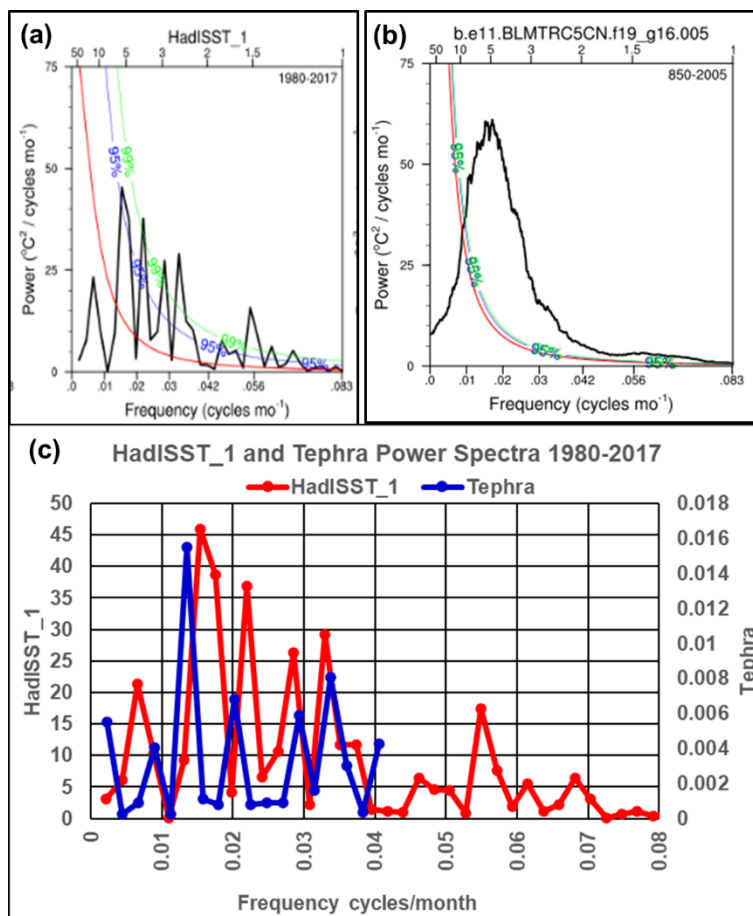 (a)
HadISST_1
50 10 5 3 2 1.5 1
1980-2017
75
50
25
0
Power (°C² / cycles mo⁻¹)
95%
99%
95%
99%
99%
95%
95%
.0 .01 .02 .03 .042 .056 .083
Frequency (cycles mo⁻¹)
(b)
b.e11.BLMTRC5CN.f19_g16.005
50 10 5 3 2 1.5 1
850-2005
75
50
25
0
Power (°C² / cycles mo⁻¹)
95%
95%
95%
95%
.0 .01 .02 .03 .042 .056 .083
Frequency (cycles mo⁻¹)
(c)
HadISST_1 and Tephra Power Spectra 1980-2017
HadISST_1 Tephra
50
45
40
35
30
25
20
15
10
5
0
HadISST_1
0.018
0.016
0.014
0.012
0.01
0.008
0.006
0.004
0.002
0
Tephra
0 0.01 0.02 0.03 0.04 0.05 0.06 0.07 0.08
Frequency cycles/month